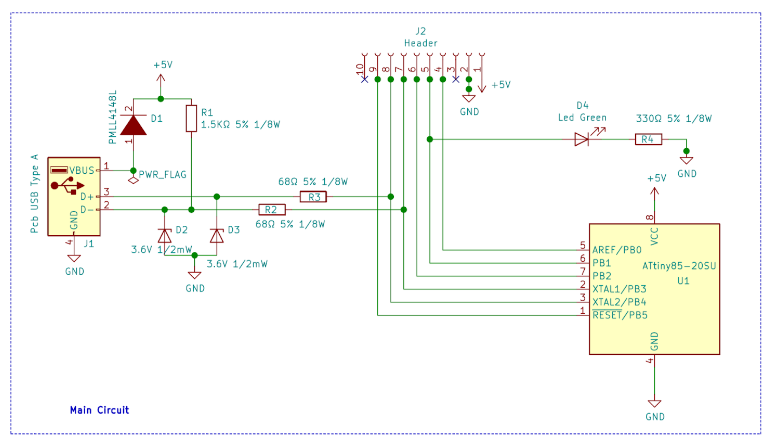 J2
Header
10
9
8
7
6
5
4
3
2
1
+5V
GND
+5V
PMLL4148L
2
1
D1
R1
1.5KΩ 5% 1/8W
D4
Led Green
330Ω 5% 1/8W
R4
GND
Pcb USB Type A
VBUS
1
PWR_FLAG
D+
3
D-
2
GND
4
J1
GND
68Ω 5% 1/8W
R3
R2
68Ω 5% 1/8W
D2
3.6V 1/2mW
D3
3.6V 1/2mW
GND
+5V
8
VCC
5
AREF/PB0
6
PB1
7
PB2
2
XTAL1/PB3
3
XTAL2/PB4
1
RESET/PB5
ATtiny85-20SU
U1
GND
4
GND
Main Circuit